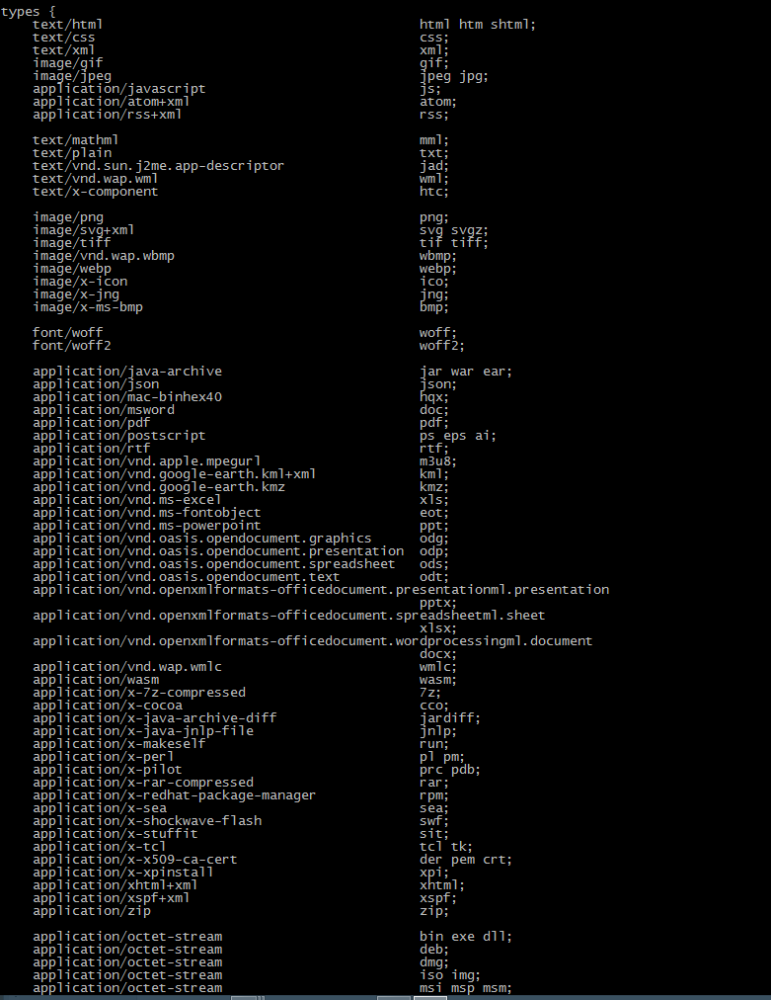 types {
    text/html                                        html htm shtml;
    text/css                                         css;
    text/xml                                         xml;
    image/gif                                        gif;
    image/jpeg                                       jpeg jpg;
    application/javascript                           js;
    application/atom+xml                             atom;
    application/rss+xml                              rss;

    text/mathml                                      mml;
    text/plain                                       txt;
    text/vnd.sun.j2me.app-descriptor                 jad;
    text/vnd.wap.wml                                 wml;
    text/x-component                                 htc;

    image/png                                        png;
    image/svg+xml                                    svg svgz;
    image/tiff                                       tif tiff;
    image/vnd.wap.wbmp                               wbmp;
    image/webp                                       webp;
    image/x-icon                                     ico;
    image/x-jng                                      jng;
    image/x-ms-bmp                                   bmp;

    font/woff                                        woff;
    font/woff2                                       woff2;

    application/java-archive                         jar war ear;
    application/json                                 json;
    application/mac-binhex40                         hqx;
    application/msword                               doc;
    application/pdf                                  pdf;
    application/postscript                           ps eps ai;
    application/rtf                                  rtf;
    application/vnd.apple.mpegurl                    m3u8;
    application/vnd.google-earth.kml+xml             kml;
    application/vnd.google-earth.kmz                 kmz;
    application/vnd.ms-excel                         xls;
    application/vnd.ms-fontobject                    eot;
    application/vnd.ms-powerpoint                    ppt;
    application/vnd.oasis.opendocument.graphics      odg;
    application/vnd.oasis.opendocument.presentation  odp;
    application/vnd.oasis.opendocument.spreadsheet   ods;
    application/vnd.oasis.opendocument.text          odt;
    application/vnd.openxmlformats-officedocument.presentationml.presentation
                                                     pptx;
    application/vnd.openxmlformats-officedocument.spreadsheetml.sheet
                                                     xlsx;
    application/vnd.openxmlformats-officedocument.wordprocessingml.document
                                                     docx;
    application/vnd.wap.wmlc                         wmlc;
    application/wasm                                 wasm;
    application/x-7z-compressed                      7z;
    application/x-cocoa                              cco;
    application/x-java-archive-diff                  jardiff;
    application/x-java-jnlp-file                     jnlp;
    application/x-makeself                           run;
    application/x-perl                               pl pm;
    application/x-pilot                              prc pdb;
    application/x-rar-compressed                     rar;
    application/x-redhat-package-manager             rpm;
    application/x-sea                                sea;
    application/x-shockwave-flash                    swf;
    application/x-stuffit                            sit;
    application/x-tcl                                tcl tk;
    application/x-x509-ca-cert                       der pem crt;
    application/x-xpinstall                          xpi;
    application/xhtml+xml                            xhtml;
    application/xspf+xml                             xspf;
    application/zip                                  zip;

    application/octet-stream                         bin exe dll;
    application/octet-stream                         deb;
    application/octet-stream                         dmg;
    application/octet-stream                         iso img;
    application/octet-stream                         msi msp msm;